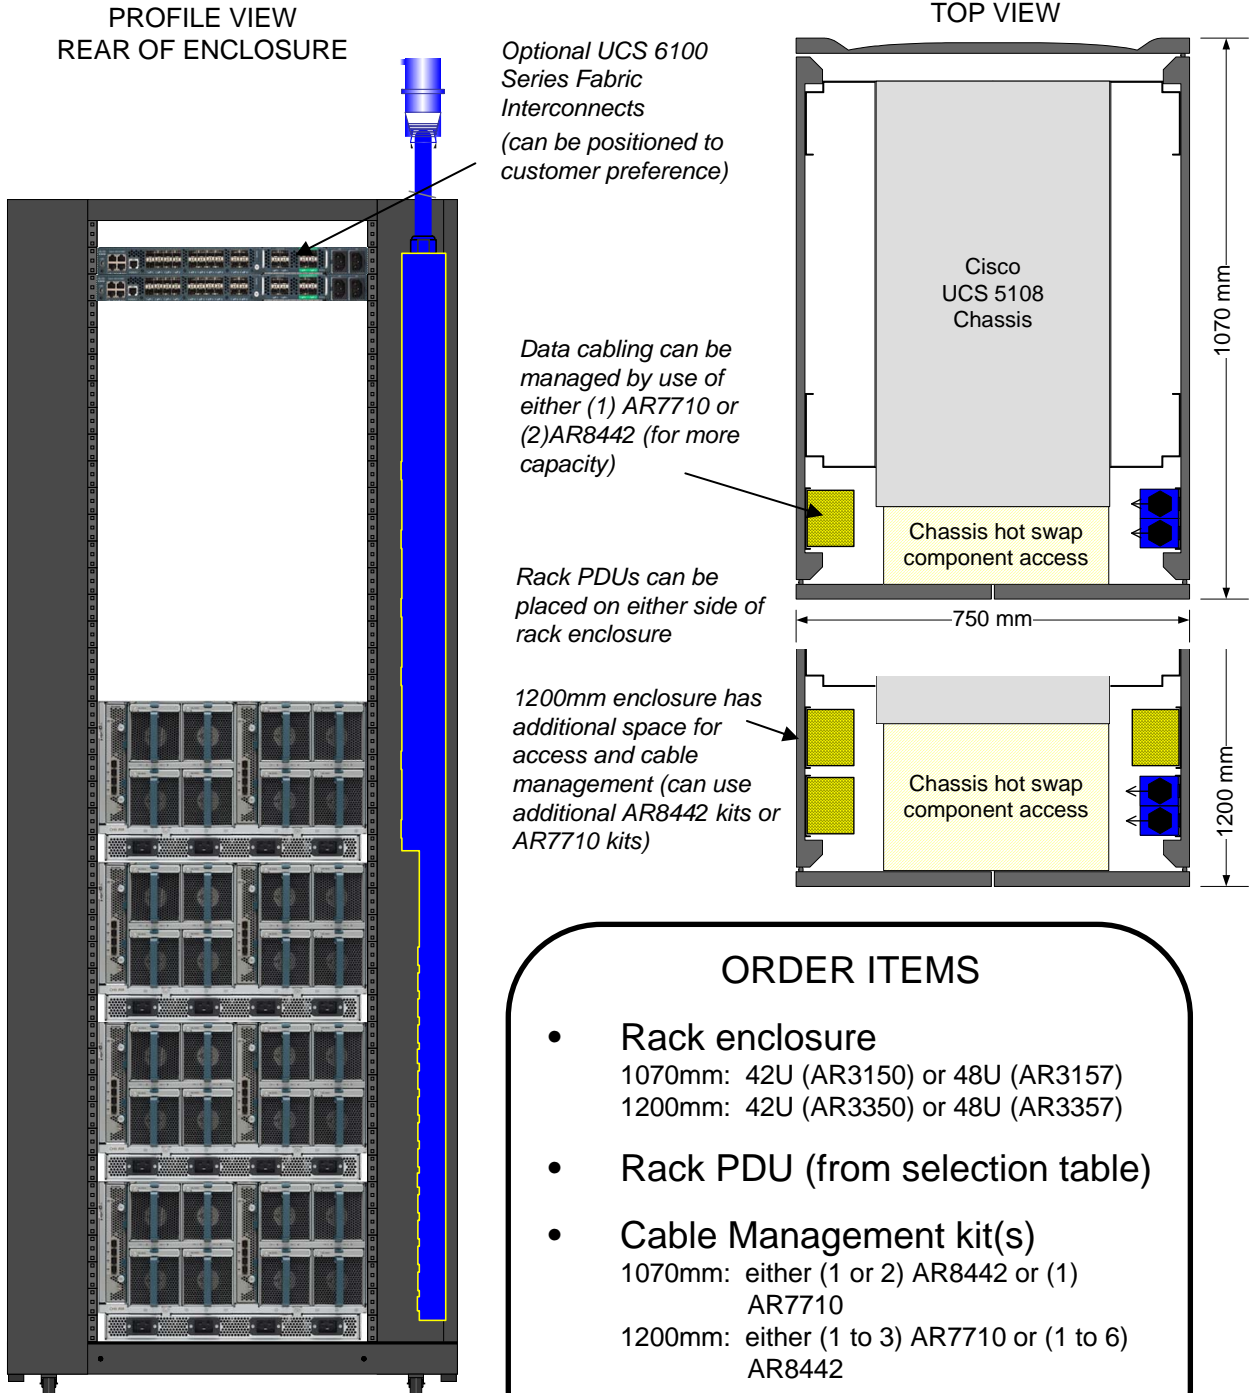 PROFILE VIEW
REAR OF ENCLOSURE
Optional UCS 6100
Series Fabric
Interconnects
(can be positioned to
customer preference)
Data cabling can be
managed by use of
either (1) AR7710 or
(2)AR8442 (for more
capacity)
Rack PDUs can be
placed on either side of
rack enclosure
1200mm enclosure has
additional space for
access and cable
management (can use
additional AR8442 kits or
AR7710 kits)
TOP VIEW
Cisco
UCS 5108
Chassis
1070 mm
Chassis hot swap
component access
750 mm
Chassis hot swap
component access
1200 mm
ORDER ITEMS
• Rack enclosure
1070mm: 42U (AR3150) or 48U (AR3157)
1200mm: 42U (AR3350) or 48U (AR3357)
• Rack PDU (from selection table)
• Cable Management kit(s)
1070mm: either (1 or 2) AR8442 or (1)
AR7710
1200mm: either (1 to 3) AR7710 or (1 to 6)
AR8442